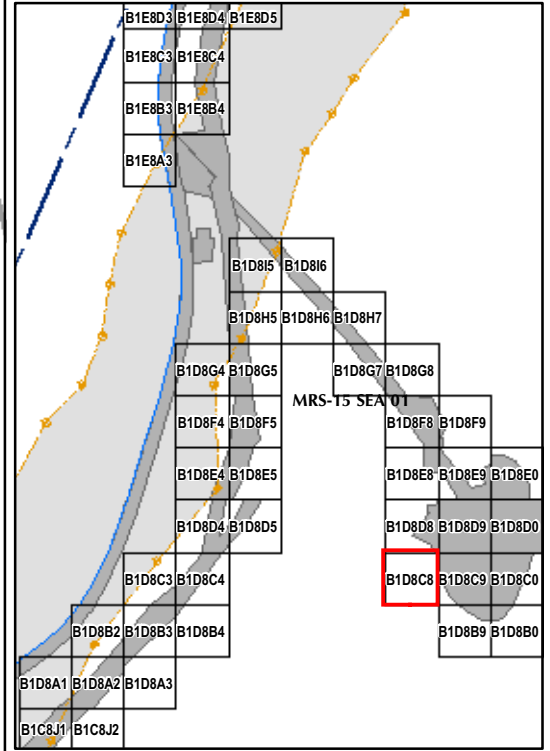 B1E8D3 B1E8D4 B1E8D5
B1E8C3 B1E8C4
B1E8B3 B1E8B4
B1E8A3
B1D8I5 B1D8I6
B1D8H5 B1D8H6 B1D8H7
B1D8G4 B1D8G5 B1D8G7 B1D8G8
MRS-15 SEA 01
B1D8F4 B1D8F5 B1D8F8 B1D8F9
B1D8E4 B1D8E5 B1D8E8 B1D8E9 B1D8E0
B1D8D4 B1D8D5 B1D8D8 B1D8D9 B1D8D0
B1D8C3 B1D8C4 B1D8C8 B1D8C9 B1D8C0
B1D8B2 B1D8B3 B1D8B4 B1D8B9 B1D8B0
B1D8A1 B1D8A2 B1D8A3
B1C8J1 B1C8J2